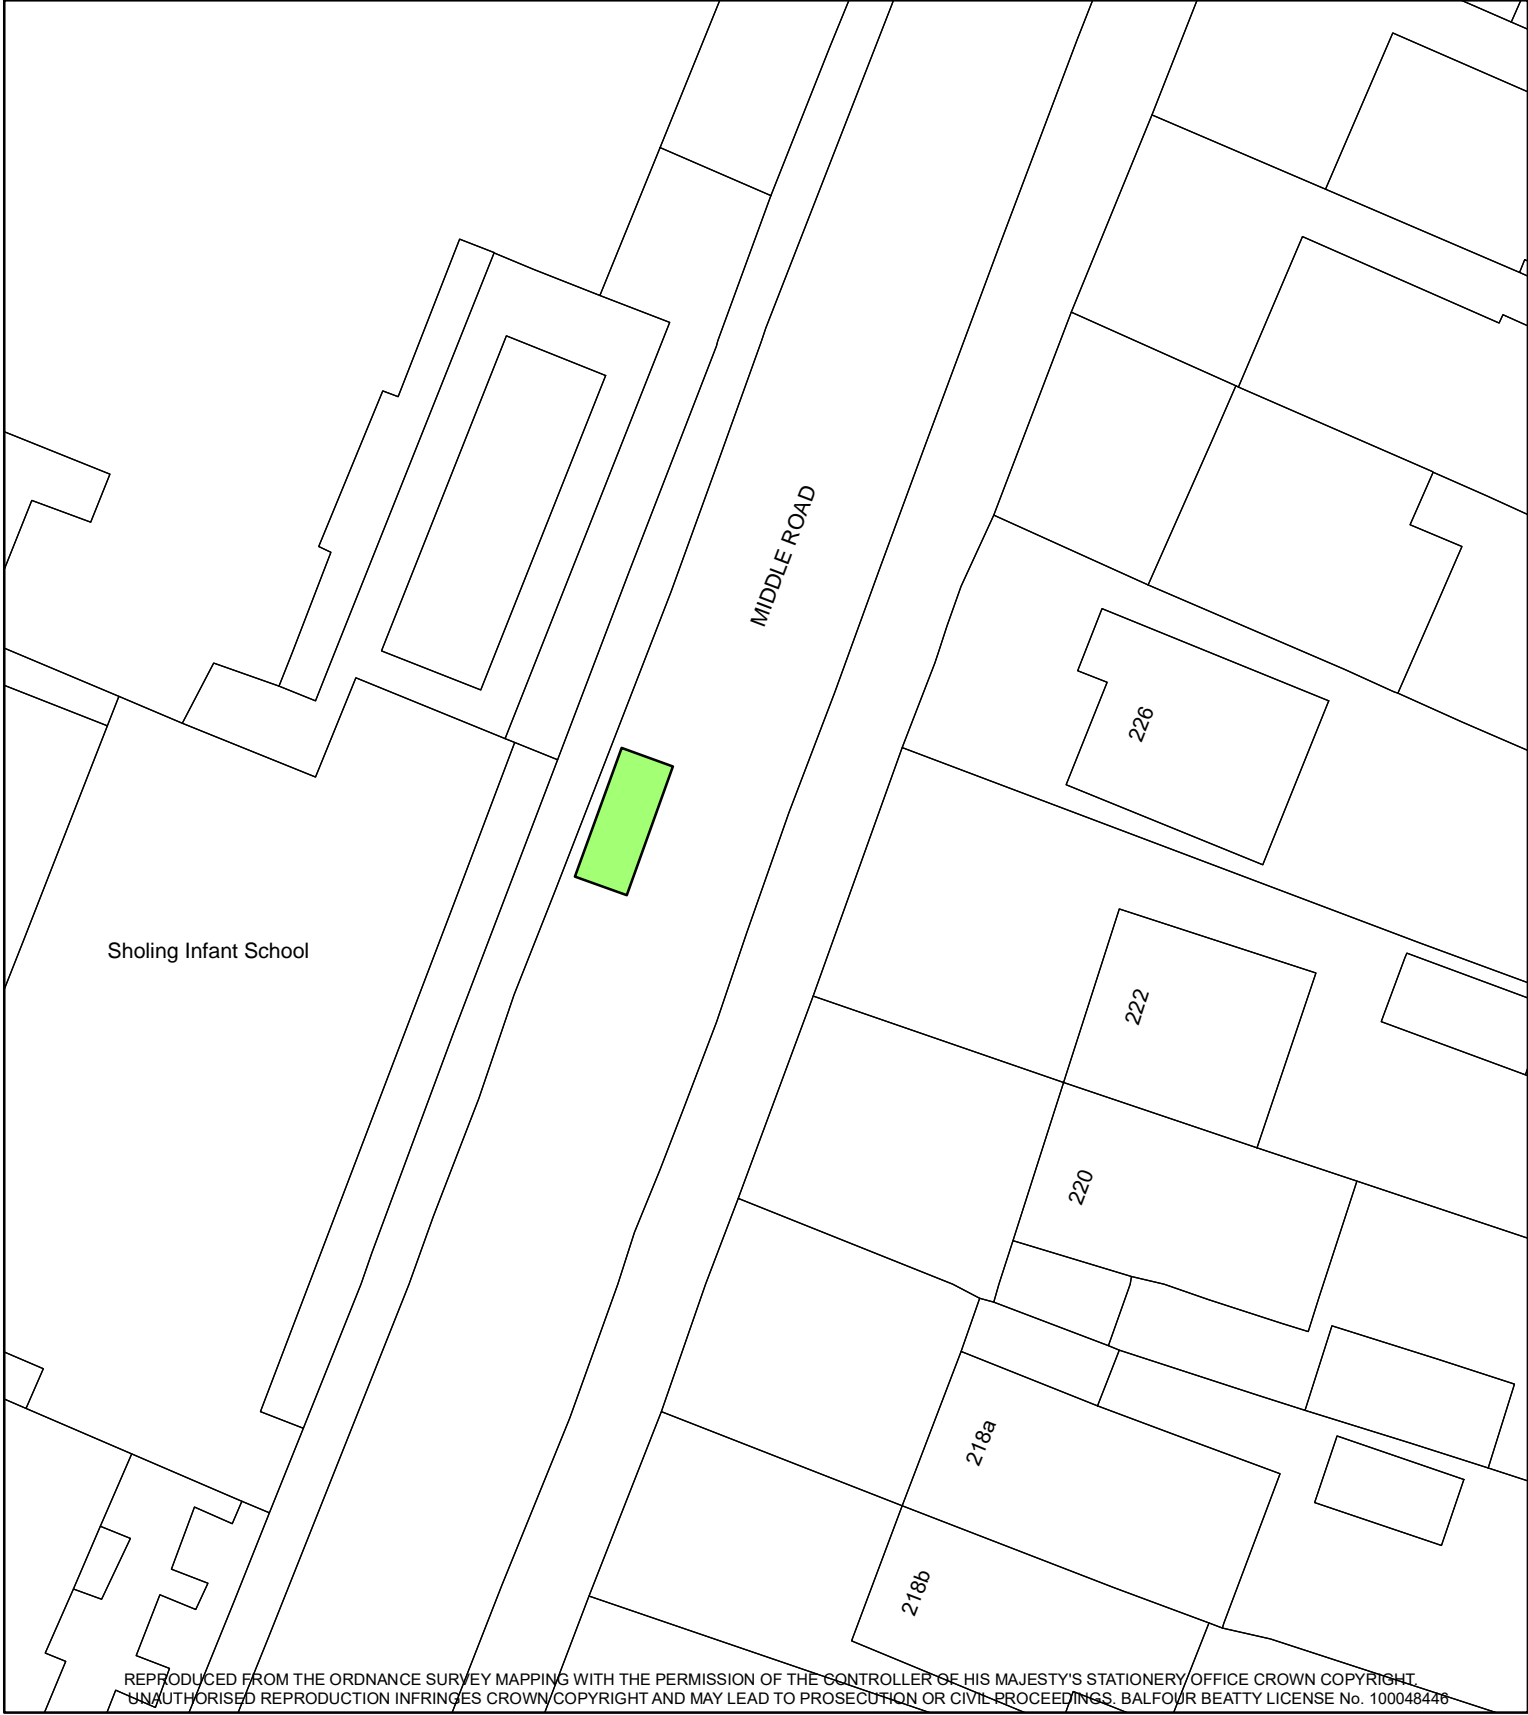 MIDDLE ROAD
226
Sholing Infant School
222
220
218a
218b
REPRODUCED FROM THE ORDNANCE SURVEY MAPPING WITH THE PERMISSION OF THE CONTROLLER OF HIS MAJESTY'S STATIONERY OFFICE CROWN COPYRIGHT.
UNAUTHORISED REPRODUCTION INFRINGES CROWN COPYRIGHT AND MAY LEAD TO PROSECUTION OR CIVIL PROCEEDINGS. BALFOUR BEATTY LICENSE No. 100048446